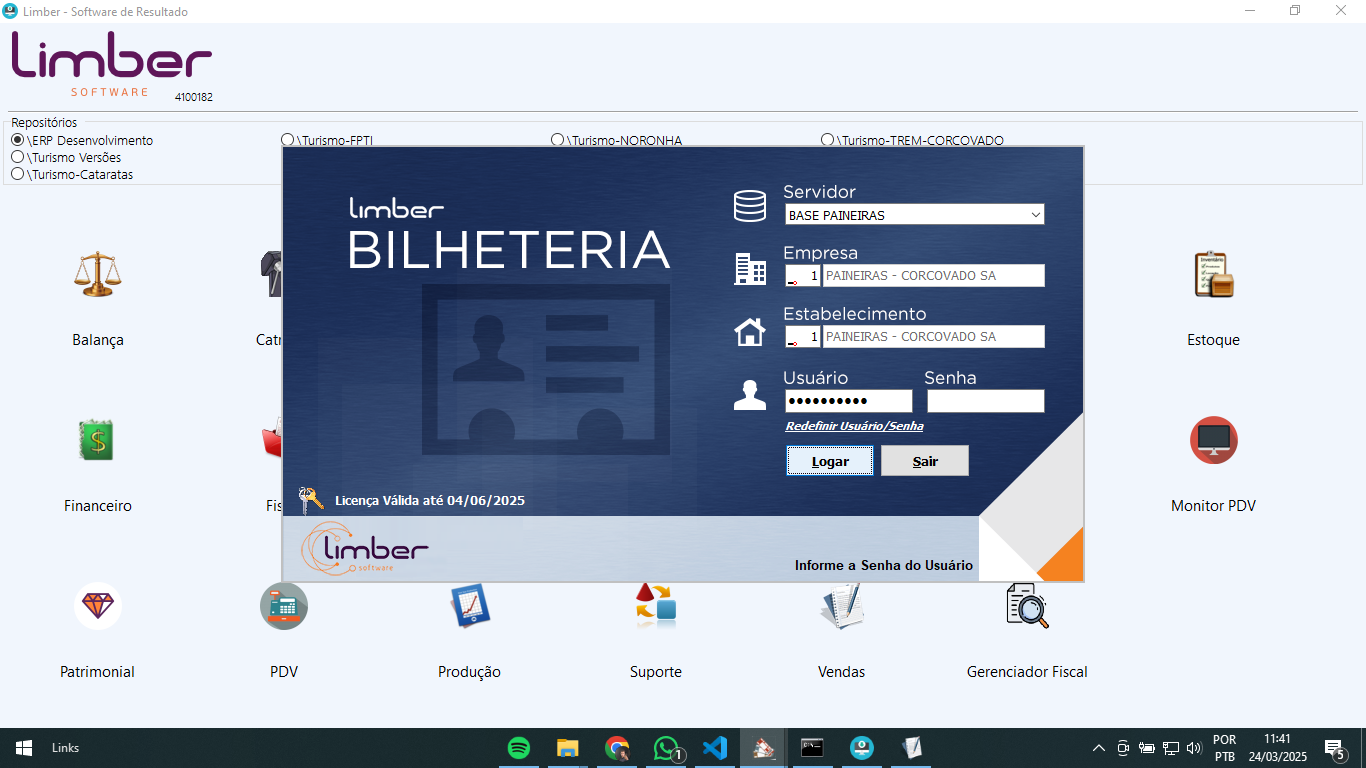 Limber - Software de Resultado
Limber
SOFTWARE
4100182
Repositórios
\ERP Desenvolvimento
\Turismo-FPTI
\Turismo-NORONHA
\Turismo-TREM-CORCOVADO
\Turismo Versões
\Turismo-Cataratas
limber
BILHETERIA
Servidor
BASE PAINEIRAS
Empresa
1 PAINEIRAS - CORCOVADO SA
Estabelecimento
1 PAINEIRAS - CORCOVADO SA
Usuário Senha
Redefinir Usuário/Senha
Logar Sair
Licença Válida até 04/06/2025
limber
software
Informe a Senha do Usuário
Balança
Estoque
Inventário
Financeiro
Monitor PDV
Patrimonial
PDV
Produção
Suporte
Vendas
Gerenciador Fiscal
Links
1
POR
PTB
11:41
24/03/2025
5